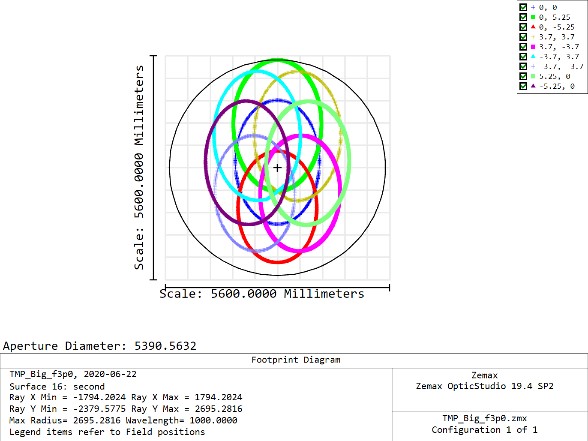 + 0, 0
0, 5.25
0, -5.25
3.7, 3.7
3.7, -3.7
-3.7, 3.7
-3.7, -3.7
5.25, 0
-5.25, 0
Scale: 5600.0000 Millimeters
Scale: 5600.0000 Millimeters
Aperture Diameter: 5390.5632
Footprint Diagram
TMP_Big_f3p0, 2020-06-22
Surface 16: second
Ray X Min = -1794.2024 Ray X Max = 1794.2024
Ray Y Min = -2379.5775 Ray Y Max = 2695.2816
Max Radius= 2695.2816 Wavelength= 1000.0000
Legend items refer to Field positions
Zemax
Zemax OpticStudio 19.4 SP2
TMP_Big_f3p0.zmx
Configuration 1 of 1